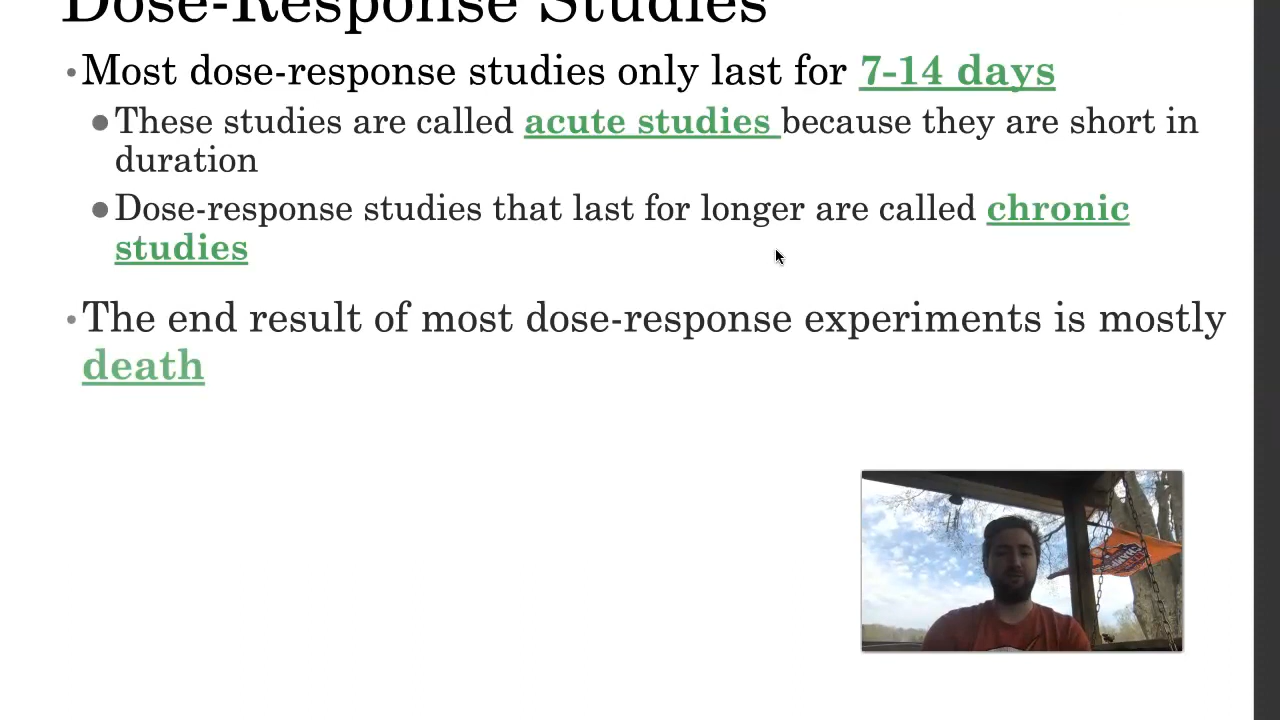 Dose-Response Studies
•Most dose-response studies only last for 7-14 days
●These studies are called acute studies because they are short in
duration
●Dose-response studies that last for longer are called chronic
studies
•The end result of most dose-response experiments is mostly
death